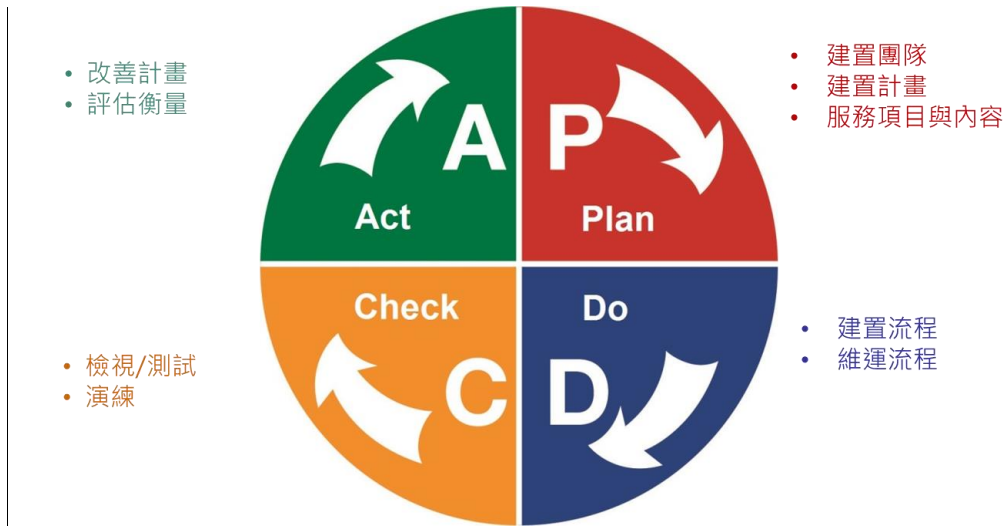 • 改善計畫
• 評估衡量
• 建置團隊
• 建置計畫
• 服務項目與內容
A
P
Act
Plan
Check
Do
C
D
• 建置流程
• 維運流程
• 檢視/測試
• 演練